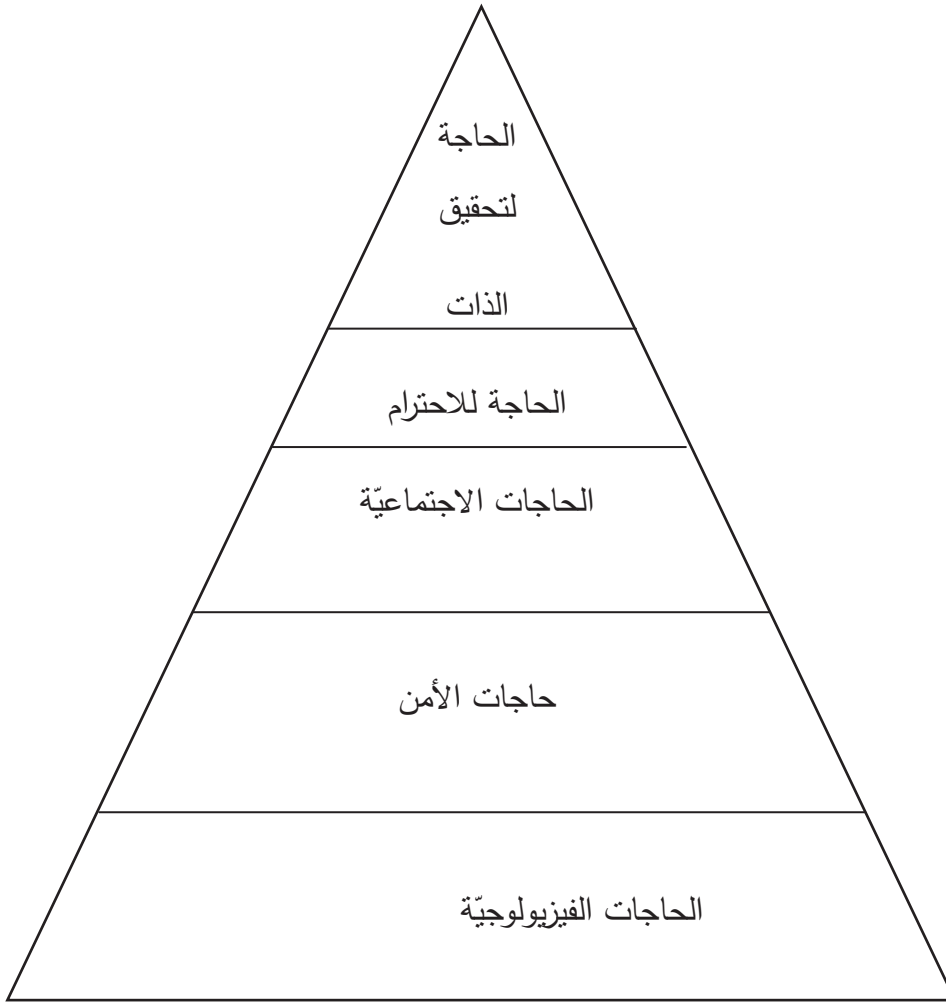 الحاجة
لتحقيق
الذات
الحاجة للاحترام
الحاجات الاجتماعيّة
حاجات الأمن
الحاجات الفيزيولوجيّة